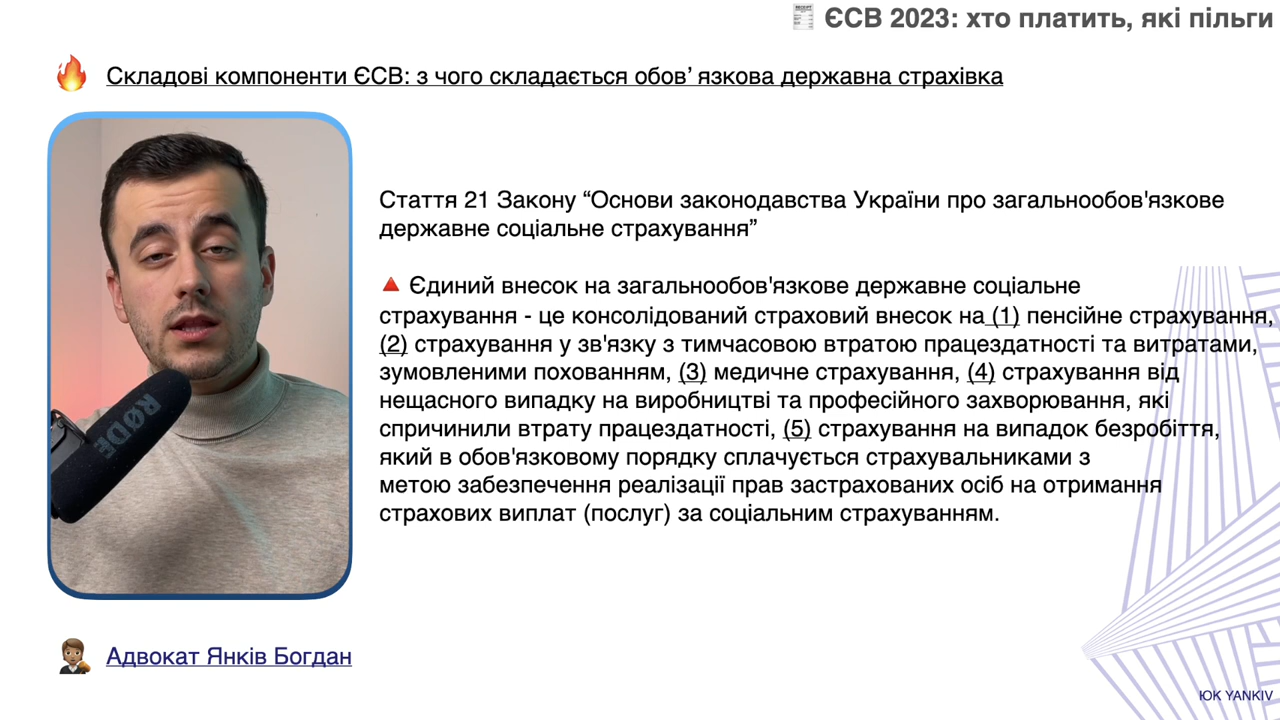 ЄСВ 2023: хто платить, які пільги
Складові компоненти ЄСВ: з чого складається обов’ язкова державна страхівка
Стаття 21 Закону “Основи законодавства України про загальнообов'язкове
державне соціальне страхування”
Єдиний внесок на загальнообов'язкове державне соціальне
страхування - це консолідований страховий внесок на (1) пенсійне страхування,
(2) страхування у зв'язку з тимчасовою втратою працездатності та витратами,
зумовленими похованням, (3) медичне страхування, (4) страхування від
нещасного випадку на виробництві та професійного захворювання, які
спричинили втрату працездатності, (5) страхування на випадок безробіття,
який в обов'язковому порядку сплачується страхувальниками з
метою забезпечення реалізації прав застрахованих осіб на отримання
страхових виплат (послуг) за соціальним страхуванням.
RØDE
Адвокат Янків Богдан
ЮК YANKIV